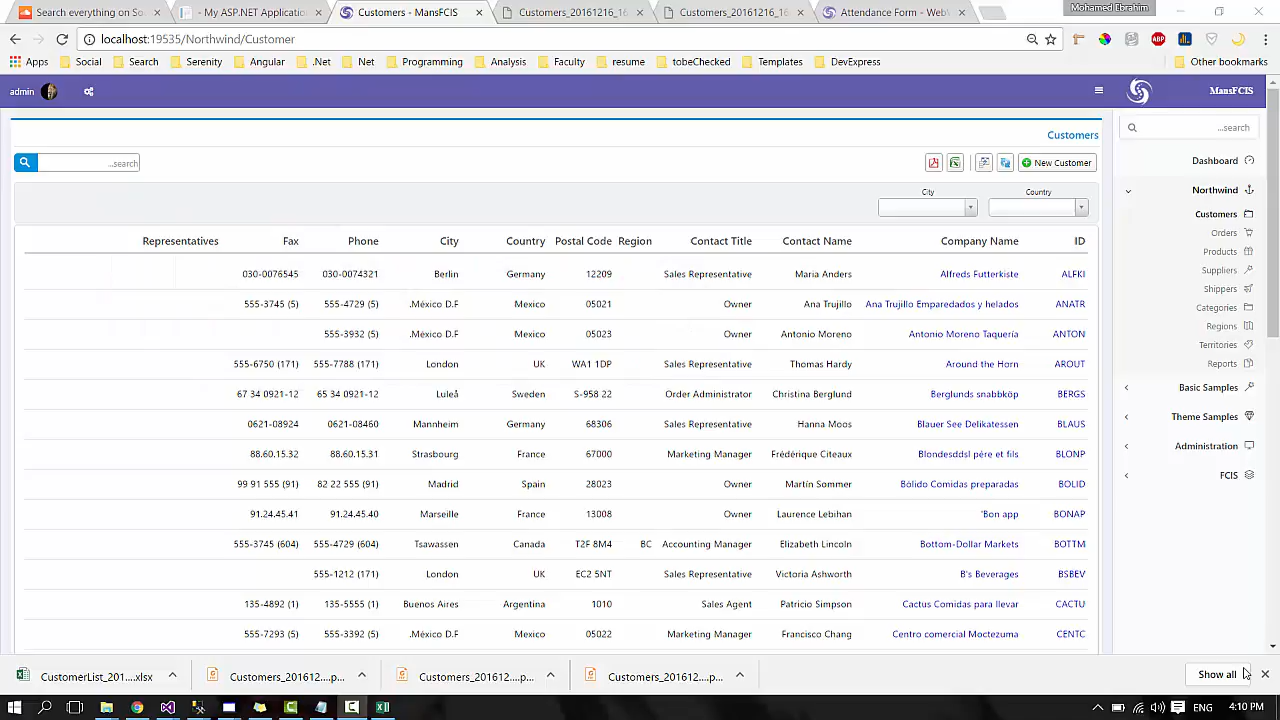 Search everything on So
- My ASP.NET Application
Customers - MansFCIS
Customers_20161216_16
Customers_20161216_16
Attendance Form - WebV
Mohamed Ebrahim
localhost:19535/Northwind/Customer
Apps Social Search Serenity Angular .Net Net Programming Analysis Faculty resume tobeChecked Templates DevExpress Other bookmarks
admin
MansFCIS
Customers
...search
...search
New Customer
City Country
Representatives Fax Phone City Country Postal Code Region Contact Title Contact Name Company Name ID
030-0076545 030-0074321 Berlin Germany 12209 Sales Representative Maria Anders Alfreds Futterkiste ALFKI
555-3745 (5) 555-4729 (5) .México D.F Mexico 05021 Owner Ana Trujillo Ana Trujillo Emparedados y helados ANATR
555-3932 (5) .México D.F Mexico 05023 Owner Antonio Moreno Antonio Moreno Taquería ANTON
555-6750 (171) 555-7788 (171) London UK WA1 1DP Sales Representative Thomas Hardy Around the Horn AROUT
67 34 0921-12 65 34 0921-12 Luleå Sweden S-958 22 Order Administrator Christina Berglund Berglunds snabbköp BERGS
0621-08924 0621-08460 Mannheim Germany 68306 Sales Representative Hanna Moos Blauer See Delikatessen BLAUS
88.60.15.32 88.60.15.31 Strasbourg France 67000 Marketing Manager Frédérique Citeaux Blondesddsl père et fils BLONP
99 91 555 (91) 82 22 555 (91) Madrid Spain 28023 Owner Martín Sommer Bólido Comidas preparadas BOLID
91.24.45.41 91.24.45.40 Marseille France 13008 Owner Laurence Lebihan 'Bon app BONAP
555-3745 (604) 555-4729 (604) Tsawassen Canada T2F 8M4 BC Accounting Manager Elizabeth Lincoln Bottom-Dollar Markets BOTTM
555-1212 (171) London UK EC2 5NT Sales Representative Victoria Ashworth B's Beverages BSBEV
135-4892 (1) 135-5555 (1) Buenos Aires Argentina 1010 Sales Agent Patricio Simpson Cactus Comidas para llevar CACTU
555-7293 (5) 555-3392 (5) .México D.F Mexico 05022 Marketing Manager Francisco Chang Centro comercial Moctezuma CENTC
Dashboard
Northwind
Customers
Orders
Products
Suppliers
Shippers
Categories
Regions
Territories
Reports
Basic Samples
Theme Samples
Administration
FCIS
CustomerList_201....xlsx
Customers_201612....p...
Customers_201612....p...
Customers_201612....p...
Show all
ENG 4:10 PM